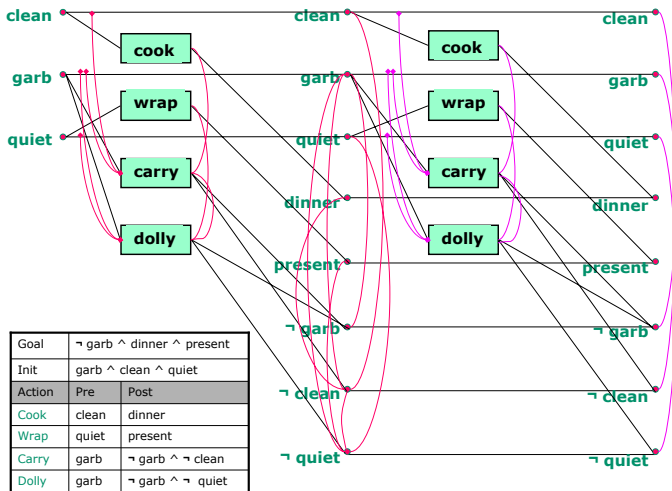 clean
garb
quiet
cook
wrap
carry
dolly
clean
garb
quiet
dinner
present
¬ garb
¬ clean
¬ quiet
cook
wrap
carry
dolly
clean
garb
quiet
dinner
present
¬ garb
¬ clean
¬ quiet
Goal ¬ garb ^ dinner ^ present
Init garb ^ clean ^ quiet
Action Pre Post
Cook clean dinner
Wrap quiet present
Carry garb ¬ garb ^ ¬ clean
Dolly garb ¬ garb ^ ¬ quiet